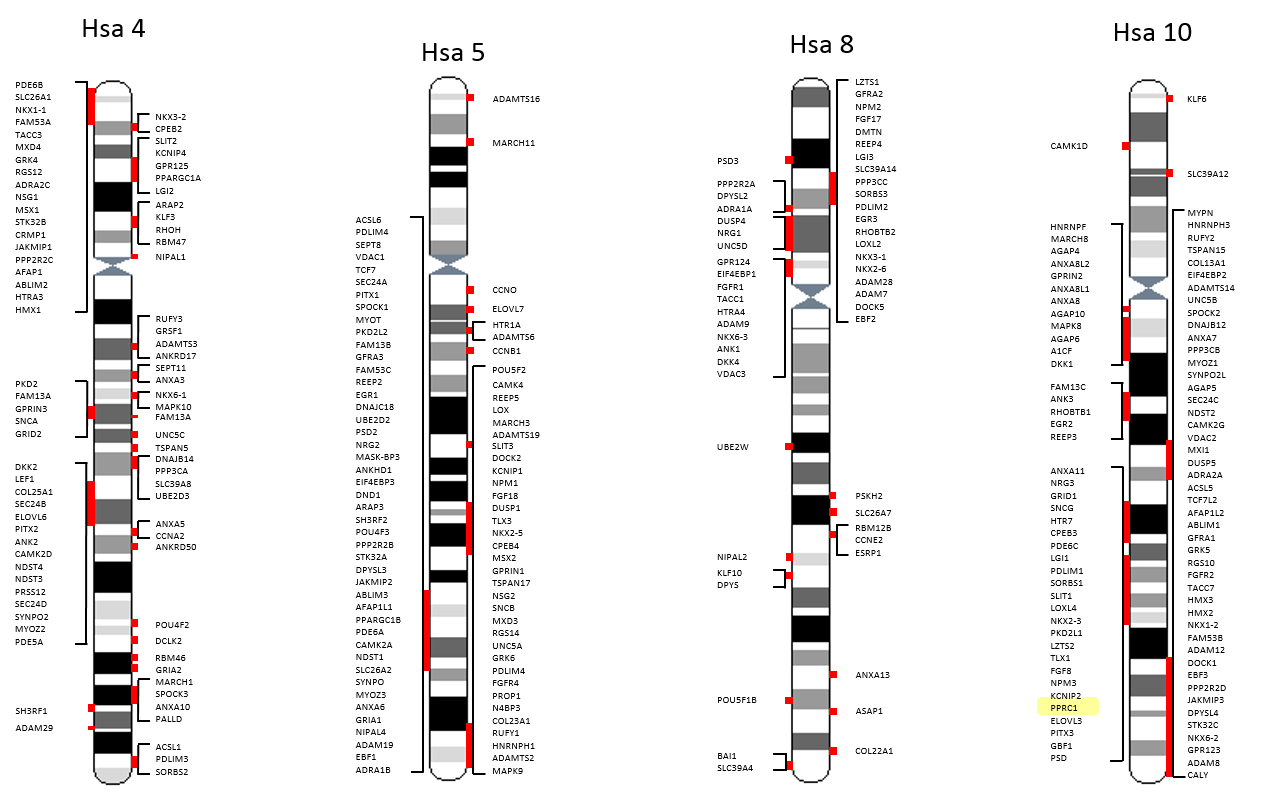 Hsa 4
PDE6B
SLC26A1
NKX1-1
FAM53A
TACC3
MXD4
GRK4
RGS12
ADRA2C
NSG1
MSX1
STK32B
CRMP1
JAKMIP1
PPP2R2C
AFAP1
ABLIM2
HTRA3
HMX1
PKD2
FAM13A
GPRIN3
SNCA
GRID2
DKK2
LEF1
COL25A1
SEC24B
ELOVL6
PITX2
ANK2
CAMK2D
NDST4
NDST3
PRSS12
SEC24D
SYNPO2
MYOZ2
PDE5A
SH3RF1
ADAM29
NKX3-2
CPEB2
SLIT2
KCNIP4
GPR125
PPARGC1A
LGI2
ARAP2
KLF3
RHOH
RBM47
NIPAL1
RUFY3
GRSF1
ADAMTS3
ANKRD17
SEPT11
ANXA3
NKX6-1
MAPK10
FAM13A
UNC5C
TSPAN5
DNAJB14
PPP3CA
SLC39A8
UBE2D3
ANXA5
CCNA2
ANKRD50
POU4F2
DCLK2
RBM46
GRIA2
MARCH1
SPOCK3
ANXA10
PALLD
ACSL1
PDLIM3
SORBS2
Hsa 5
ACSL6
PDLIM4
SEPT8
VDAC1
TCF7
SEC24A
PITX1
SPOCK1
MYOT
PKD2L2
FAM13B
GFRA3
FAM53C
REEP2
EGR1
DNAJC18
UBE2D2
PSD2
NRG2
MASK-BP3
ANKHD1
EIF4EBP3
DND1
ARAP3
SH3RF2
POU4F3
PPP2R2B
STK32A
DPYSL3
JAKMIP2
ABLIM3
AFAP1L1
PPARGC1B
PDE6A
CAMK2A
NDST1
SLC26A2
SYNPO
MYOZ3
ANXA6
GRIA1
NIPAL4
ADAM19
EBF1
ADRA1B
ADAMTS16
MARCH11
CCNO
ELOVL7
HTR1A
ADAMTS6
CCNB1
POU5F2
CAMK4
REEP5
LOX
MARCH3
ADAMTS19
SLIT3
DOCK2
KCNIP1
NPM1
FGF18
DUSP1
TLX3
NKX2-5
CPEB4
MSX2
GPRIN1
TSPAN17
NSG2
SNCB
MXD3
RGS14
UNC5A
GRK6
PDLIM4
FGFR4
PROP1
N4BP3
COL23A1
RUFY1
HNRNPH1
ADAMTS2
MAPK9
Hsa 8
PSD3
PPP2R2A
DPYSL2
ADRA1A
DUSP4
NRG1
UNC5D
GPR124
EIF4EBP1
FGFR1
TACC1
HTRA4
ADAM9
NKX6-3
ANK1
DKK4
VDAC3
UBE2W
NIPAL2
KLF10
DPYS
POU5F1B
BAI1
SLC39A4
LZTS1
GFRA2
NPM2
FGF17
DMTN
REEP4
LGI3
SLC39A14
PPP3CC
SORBS3
PDLIM2
EGR3
RHOBTB2
LOXL2
NKX3-1
NKX2-6
ADAM28
ADAM7
DOCK5
EBF2
PSKH2
SLC26A7
RBM12B
CCNE2
ESRP1
ANXA13
ASAP1
COL22A1
Hsa 10
CAMK1D
HNRNPF
MARCH8
AGAP4
ANXA8L2
GPRIN2
ANXA8L1
ANXA8
AGAP10
MAPK8
AGAP6
A1CF
DKK1
FAM13C
ANK3
RHOBTB1
EGR2
REEP3
ANXA11
NRG3
GRID1
SNCG
HTR7
CPEB3
PDE6C
LGI1
PDLIM1
SORBS1
SLIT1
LOXL4
NKX2-3
PKD2L1
LZTS2
TLX1
FGF8
NPM3
KCNIP2
PPRC1
ELOVL3
PITX3
GBF1
PSD
KLF6
SLC39A12
MYPN
HNRNPH3
RUFY2
TSPAN15
COL13A1
EIF4EBP2
ADAMTS14
UNC5B
SPOCK2
DNAJB12
ANXA7
PPP3CB
MYOZ1
SYNPO2L
AGAP5
SEC24C
NDST2
CAMK2G
VDAC2
MXI1
DUSP5
ADRA2A
ACSL5
TCF7L2
AFAP1L2
ABLIM1
GFRA1
GRK5
RGS10
FGFR2
TACC7
HMX3
HMX2
NKX1-2
FAM53B
ADAM12
DOCK1
EBF3
PPP2R2D
JAKMIP3
DPYSL4
STK32C
NKX6-2
GPR123
ADAM8
CALY